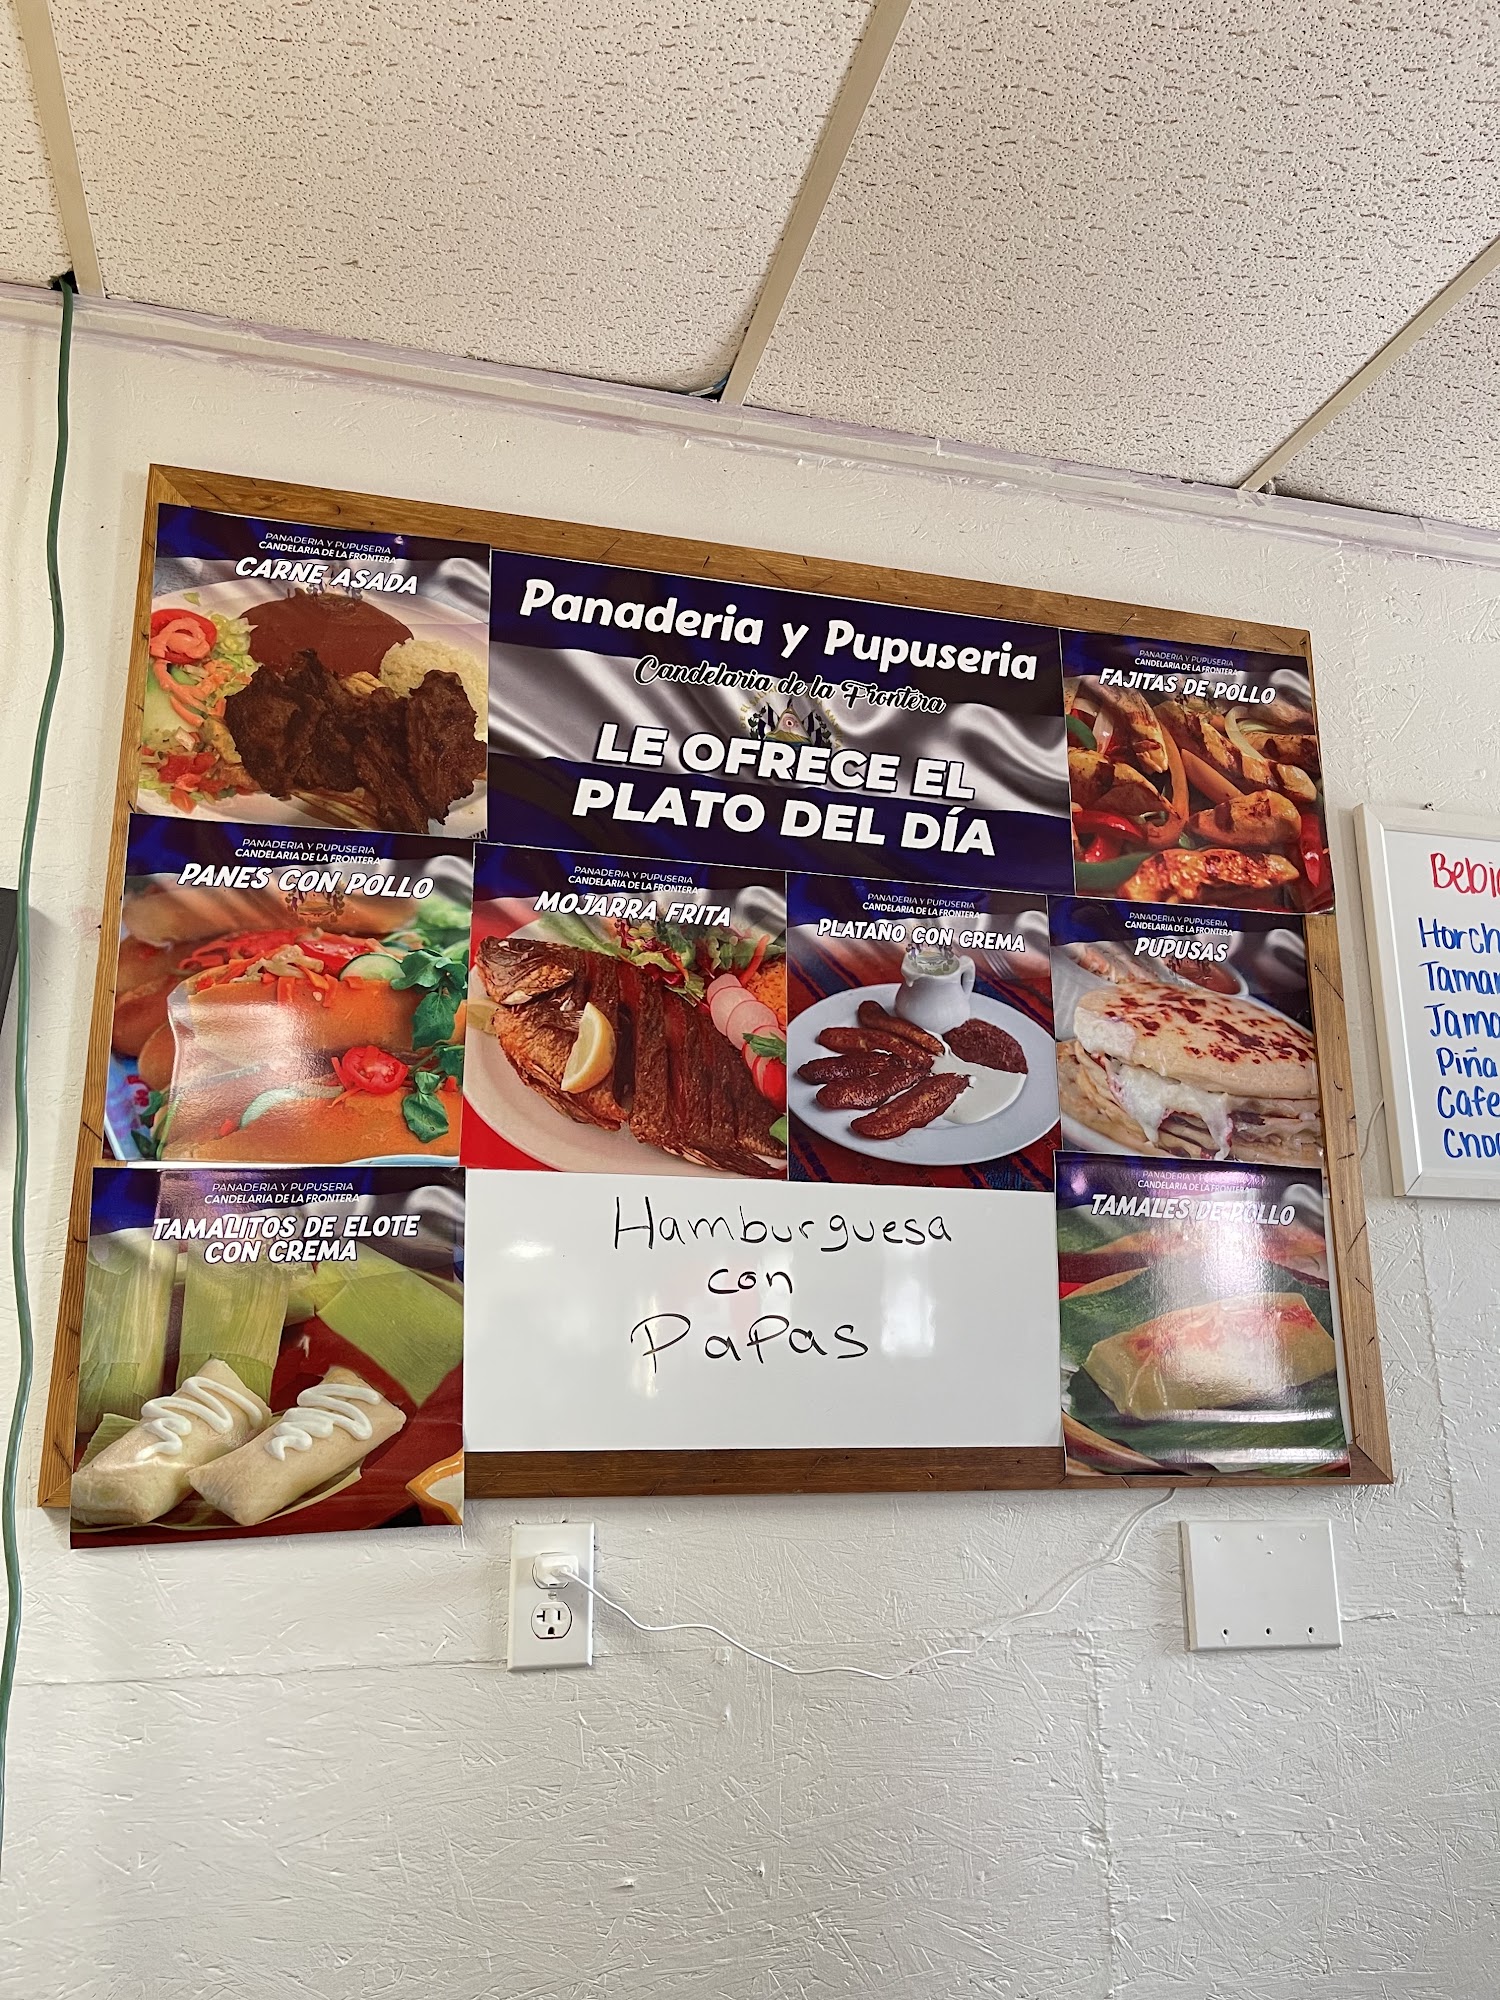 PANADERIA Y PUPUSERIA
CANDELARIA DE LA FRONTERA
CARNE ASADA
Panaderia y Pupuseria
Candelaria de la Frontera
LE OFRECE EL
PLATO DEL DÍA
PANADERIA Y PUPUSERIA
CANDELARIA DE LA FRONTERA
FAJITAS DE POLLO
PANADERIA Y PUPUSERIA
CANDELARIA DE LA FRONTERA
PANES CON POLLO
PANADERIA Y PUPUSERIA
CANDELARIA DE LA FRONTERA
MOJARRA FRITA
PANADERIA Y PUPUSERIA
CANDELARIA DE LA FRONTERA
PLATAÑO CON CREMA
PANADERIA Y PUPUSERIA
CANDELARIA DE LA FRONTERA
PUPUSAS
PANADERIA Y PUPUSERIA
CANDELARIA DE LA FRONTERA
TAMALITOS DE ELOTE
CON CREMA
Hamburguesa
con
PaPas
PANADERIA Y PUPUSERIA
CANDELARIA DE LA FRONTERA
TAMALES DE POLLO
Piña
Cafe